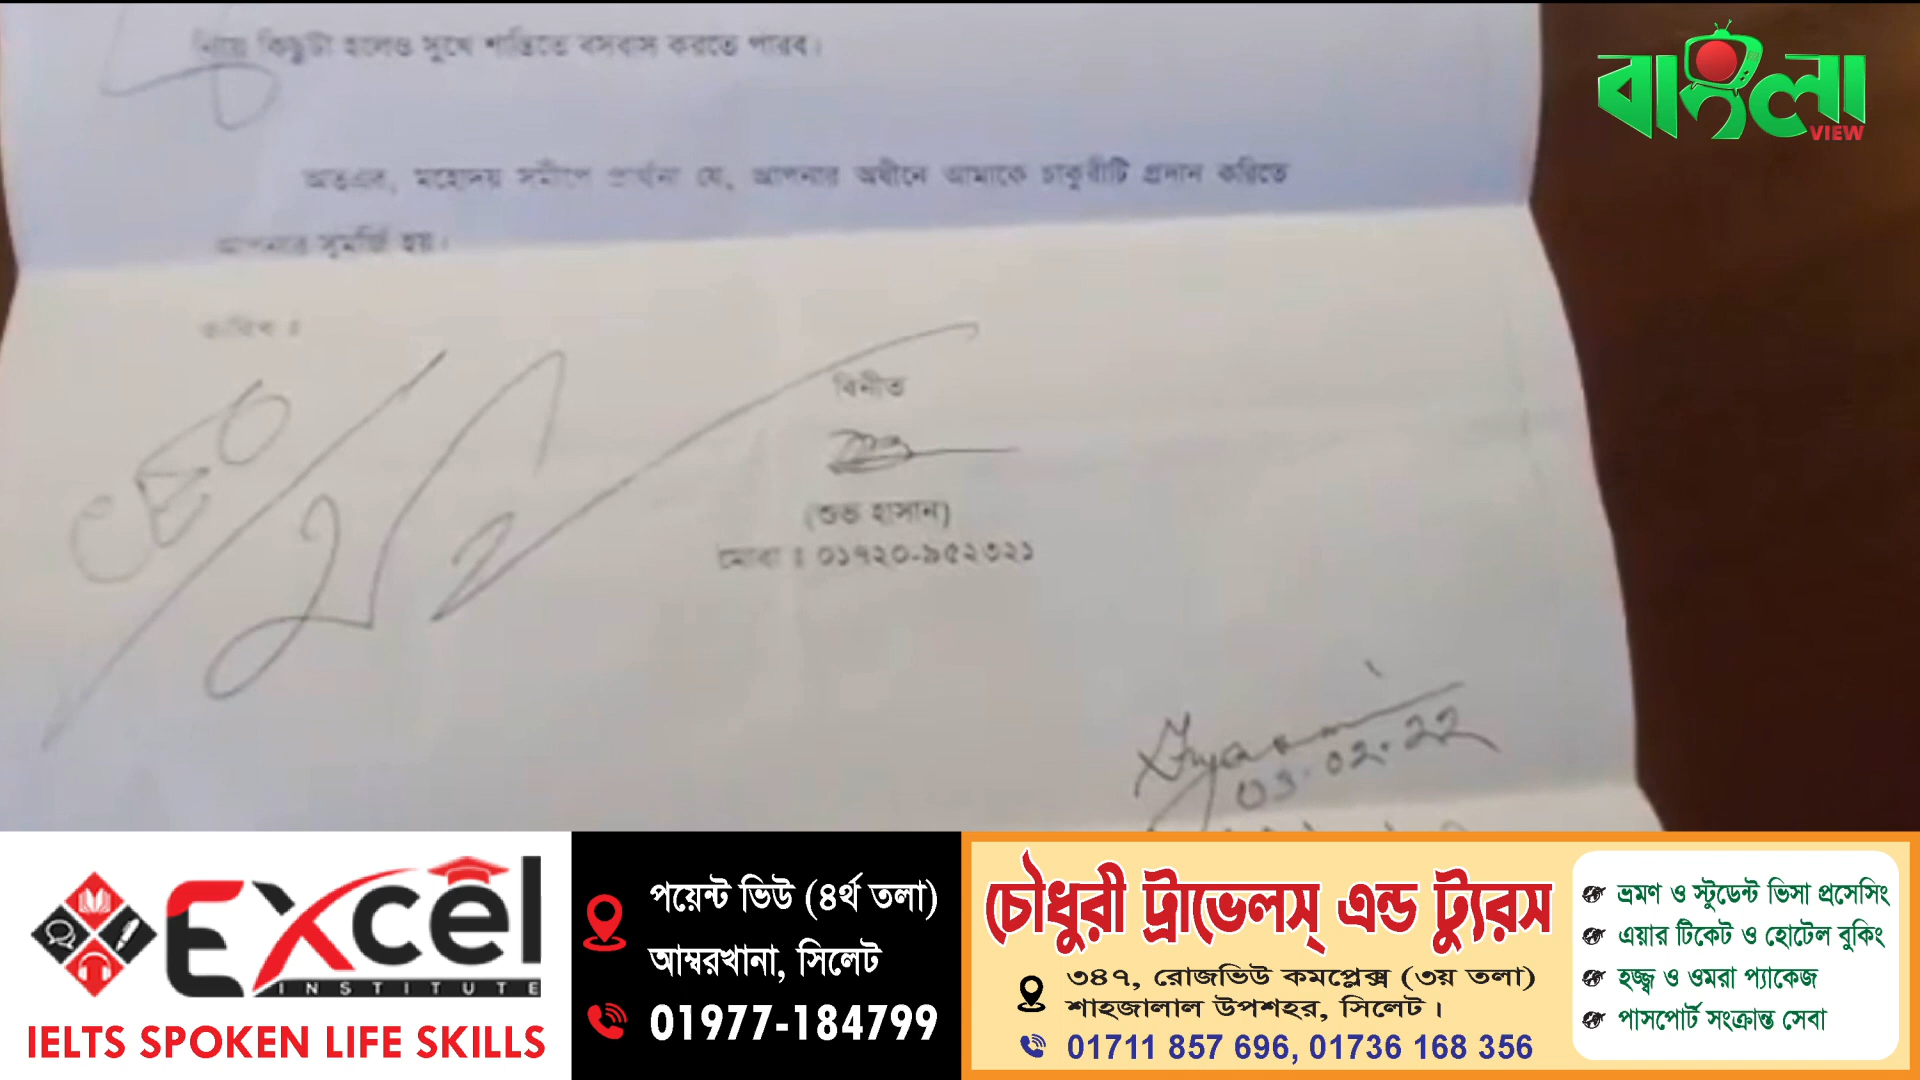 নিয়ে কিছুটা হলেও সুখে শান্তিতে বসবাস করতে পারব।
বাংলা
VIEW
অতএব, মহোদয় সমীপে প্রার্থনা যে, আপনার অধীনে আমাকে চাকুরীটি প্রদান করিতে
আপনার সুমর্জি হয়।
তারিখ ঃ
বিনীত
(শুভ হাসান)
মোবা ঃ ০১৭২০-৯৫২৩২১
02.22
Excel
INSTITUTE
IELTS SPOKEN LIFE SKILLS
পয়েন্ট ভিউ (৪র্থ তলা)
আম্বরখানা, সিলেট
01977-184799
চৌধুরী ট্রাভেলস্ এন্ড ট্যুরস
৩৪৭, রোজভিউ কমপ্লেক্স (৩য় তলা)
শাহজালাল উপশহর, সিলেট।
01711 857 696, 01736 168 356
ভ্রমণ ও স্টুডেন্ট ভিসা প্রসেসিং
এয়ার টিকেট ও হোটেল বুকিং
হজ্জ্ব ও ওমরা প্যাকেজ
পাসপোর্ট সংক্রান্ত সেবা